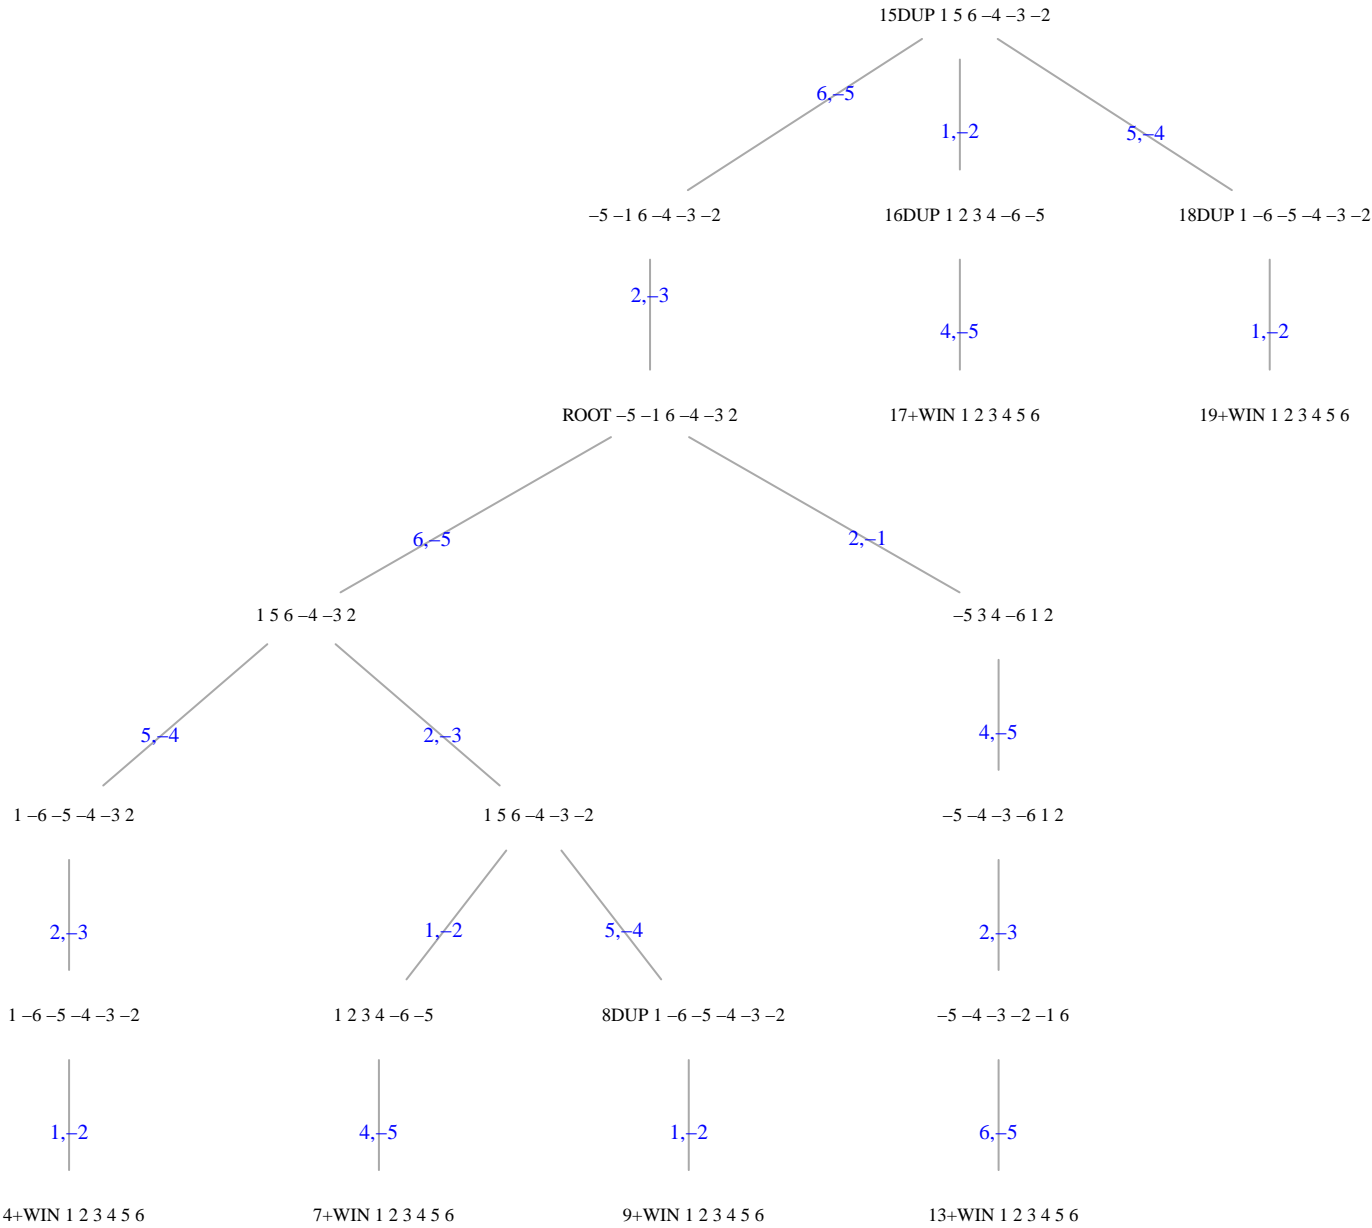 15DUP 1 5 6 –4 –3 –2
6,–5
1,–2
5,–4
–5 –1 6 –4 –3 –2
16DUP 1 2 3 4 –6 –5
18DUP 1 –6 –5 –4 –3 –2
2,–3
4,–5
1,–2
ROOT –5 –1 6 –4 –3 2
17+WIN 1 2 3 4 5 6
19+WIN 1 2 3 4 5 6
6,–5
2,–1
1 5 6 –4 –3 2
–5 3 4 –6 1 2
5,–4
2,–3
4,–5
1 –6 –5 –4 –3 2
1 5 6 –4 –3 –2
–5 –4 –3 –6 1 2
2,–3
1,–2
5,–4
2,–3
1 –6 –5 –4 –3 –2
1 2 3 4 –6 –5
8DUP 1 –6 –5 –4 –3 –2
–5 –4 –3 –2 –1 6
1,–2
4,–5
1,–2
6,–5
4+WIN 1 2 3 4 5 6
7+WIN 1 2 3 4 5 6
9+WIN 1 2 3 4 5 6
13+WIN 1 2 3 4 5 6